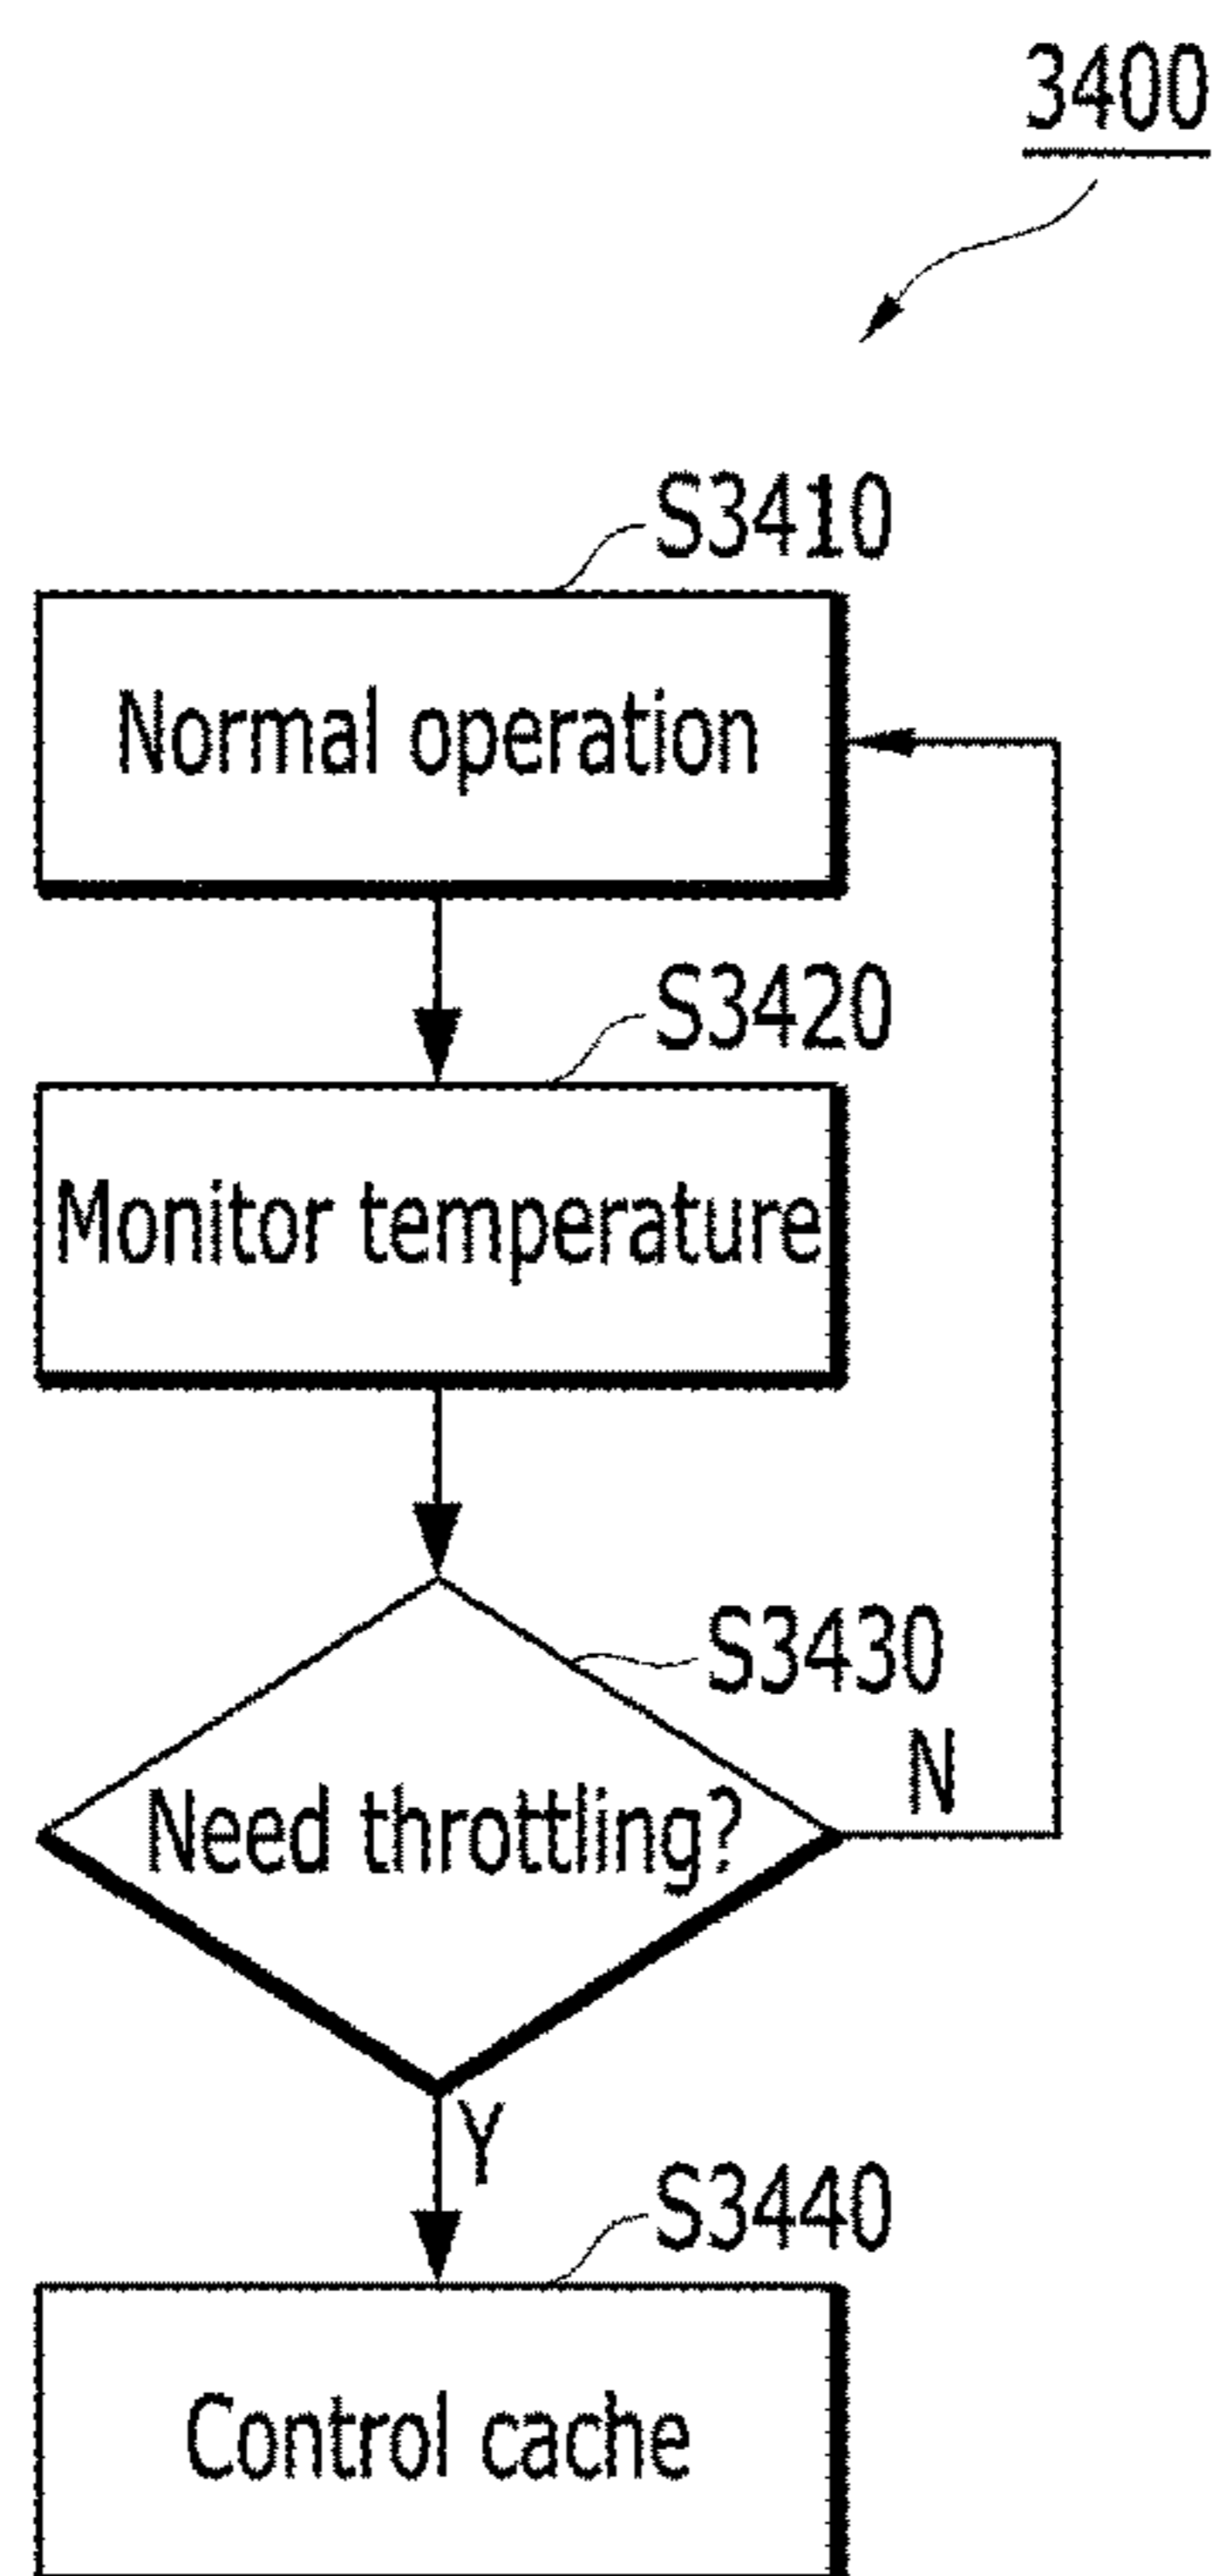 3400
S3410
Normal operation
S3420
Monitor temperature
S3430
N
Need throttling?
Y
S3440
Control cache